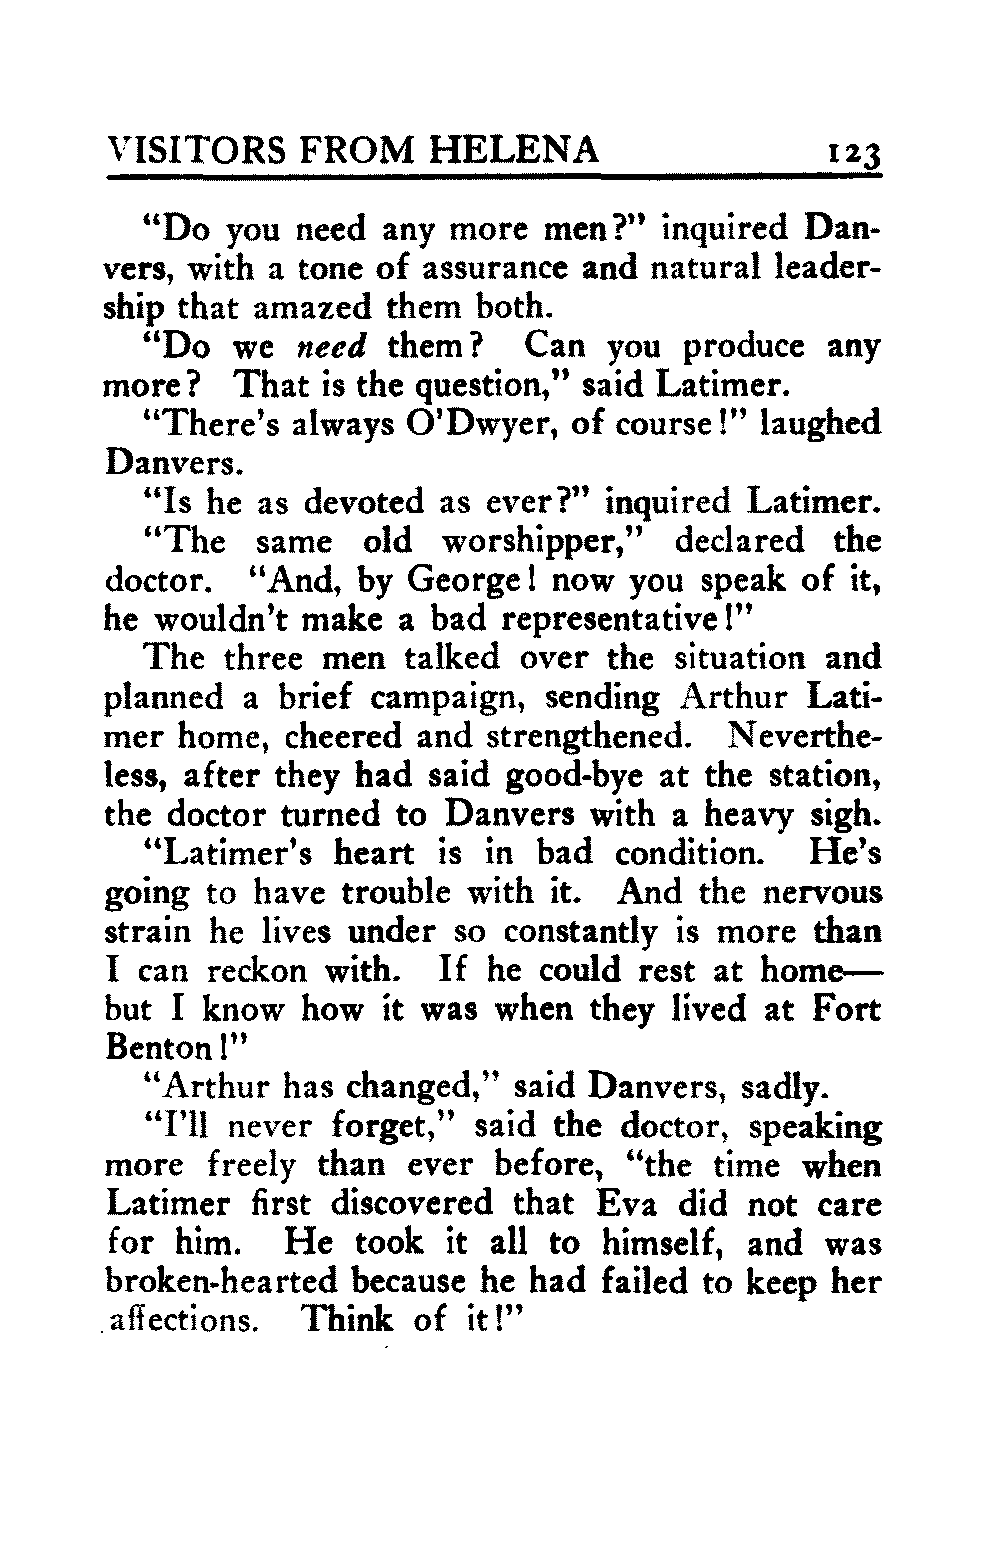 VISITORS FROM HELENA 123
“Do you need any more men?” inquired Dan-
vers, with a tone of assurance and natural leader-
ship that amazed them both.
“Do we need them? Can you produce any
more? That is the question,” said Latimer.
“There’s always O’Dwyer, of course!” laughed
Danvers.
“Is he as devoted as ever?” inquired Latimer.
“The same old worshipper,” declared the
doctor. “And, by George! now you speak of it,
he wouldn’t make a bad representative!”
The three men talked over the situation and
planned a brief campaign, sending Arthur Lati-
mer home, cheered and strengthened. Neverthe-
less, after they had said good-bye at the station,
the doctor turned to Danvers with a heavy sigh.
“Latimer’s heart is in bad condition. He’s
going to have trouble with it. And the nervous
strain he lives under so constantly is more than
I can reckon with. If he could rest at home—
but I know how it was when they lived at Fort
Benton!”
“Arthur has changed,” said Danvers, sadly.
“I’ll never forget,” said the doctor, speaking
more freely than ever before, “the time when
Latimer first discovered that Eva did not care
for him. He took it all to himself, and was
broken-hearted because he had failed to keep her
affections. Think of it!”